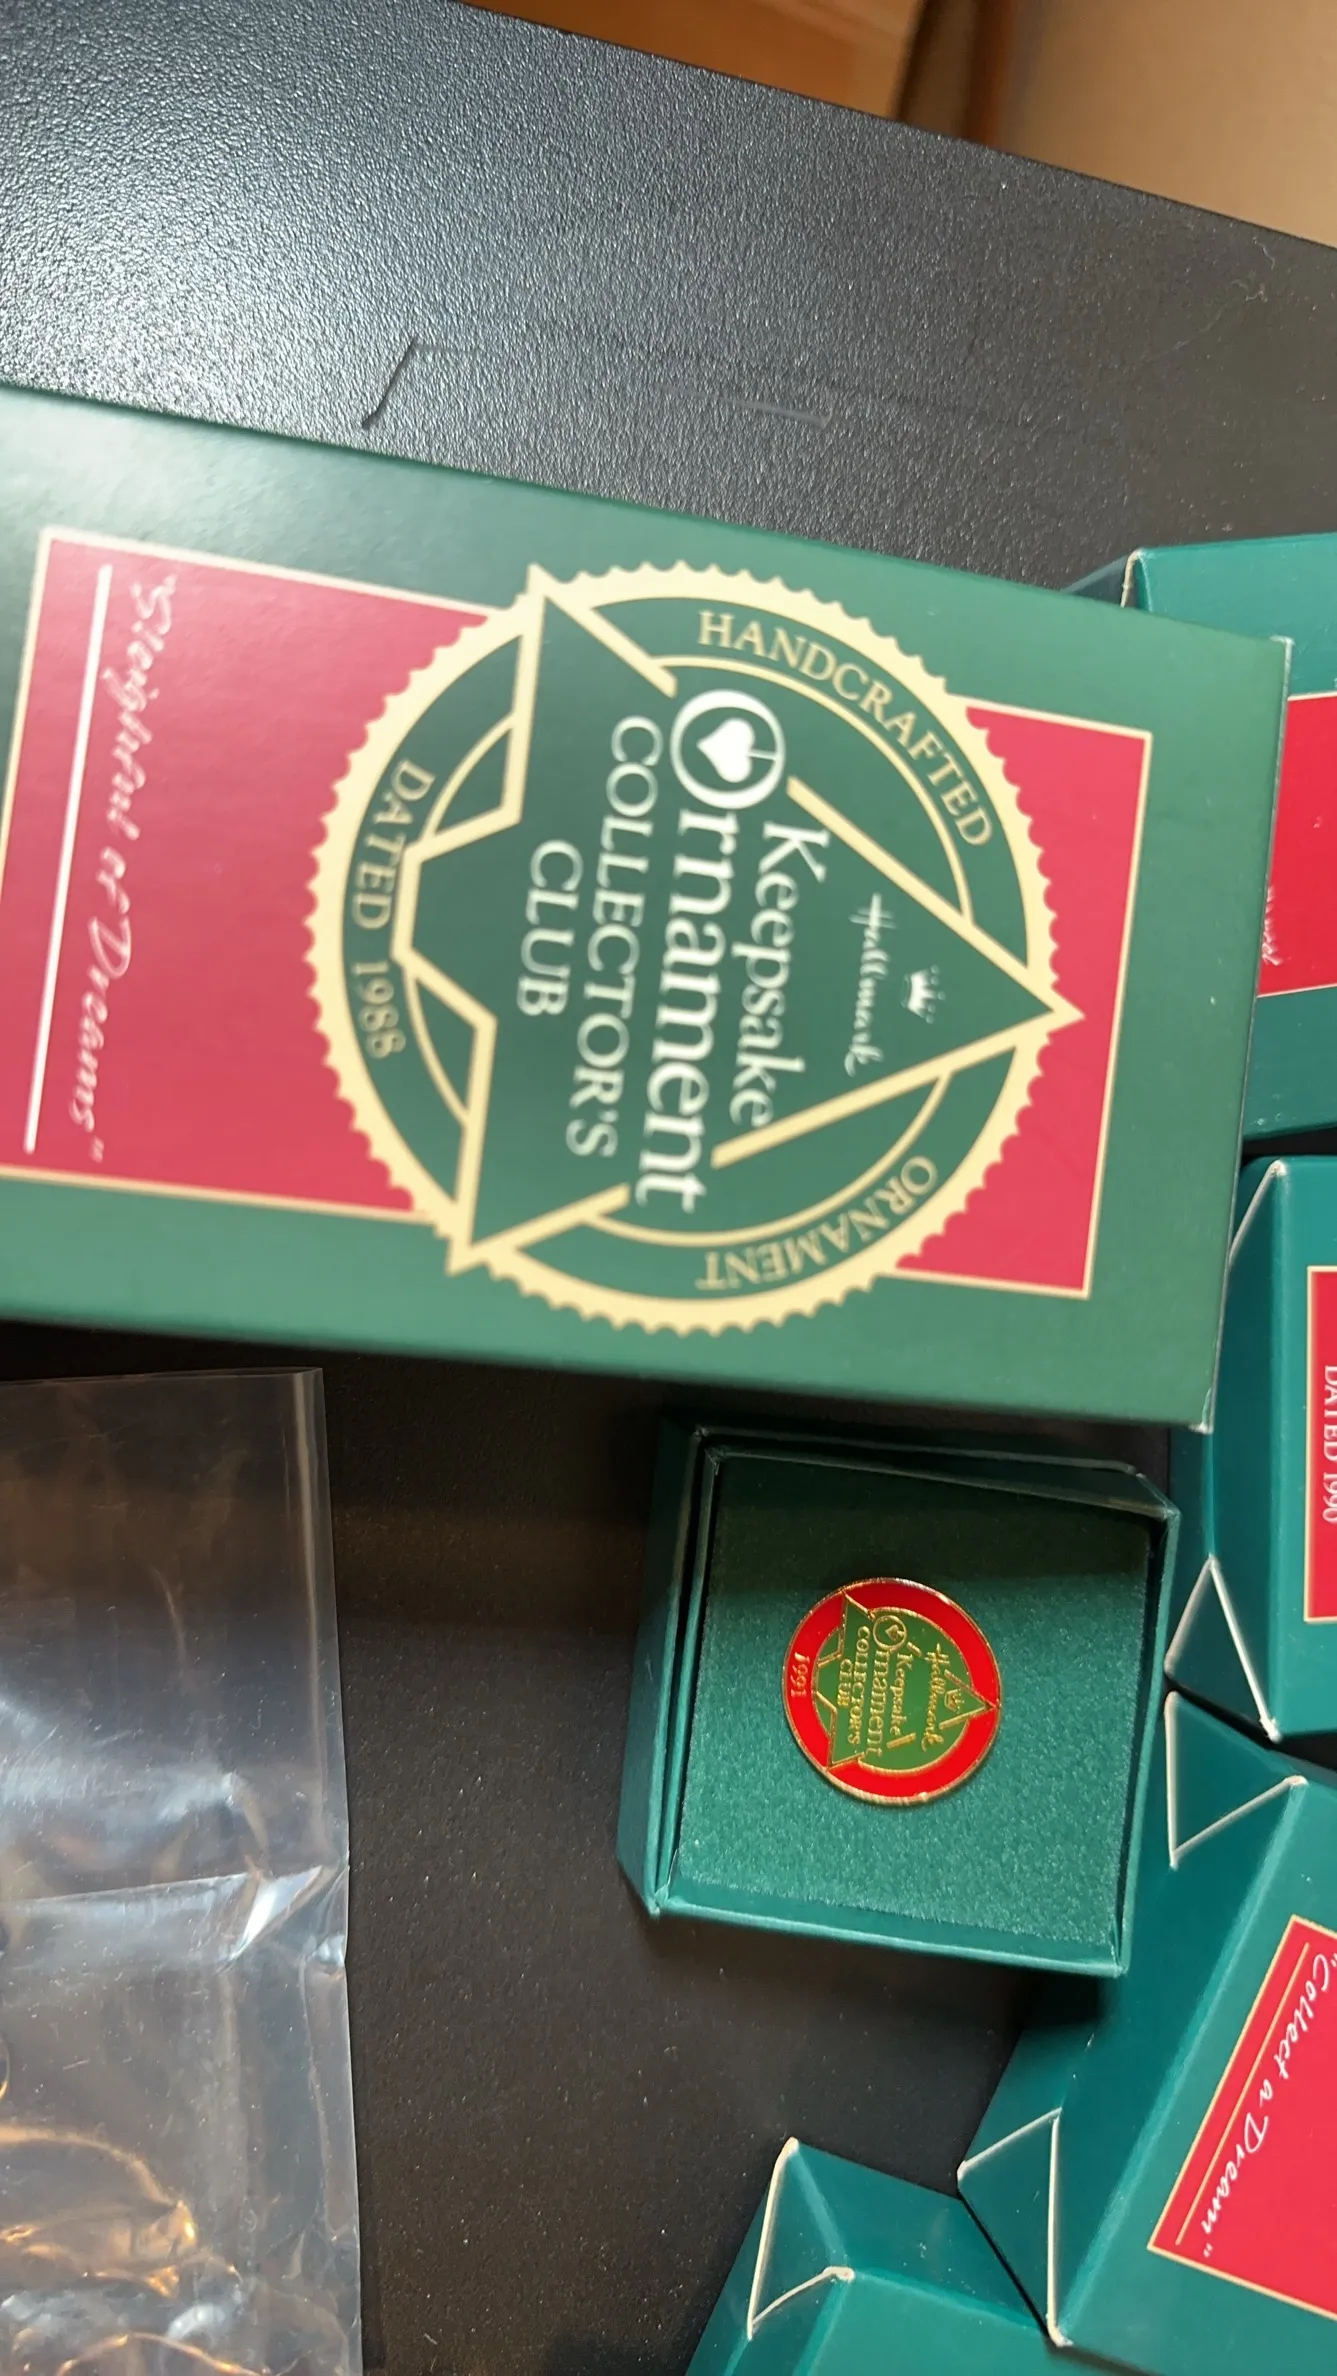 Hallmark
Keepsake
Ornament
COLLECTOR'S
CLUB
HANDCRAFTED
ORNAMENT
DATED 1988
"Sleighful of Dreams"
Hallmark
Keepsake
Ornament
COLLECTOR'S
CLUB
1991
DATED 1990
"Collect a Dream"